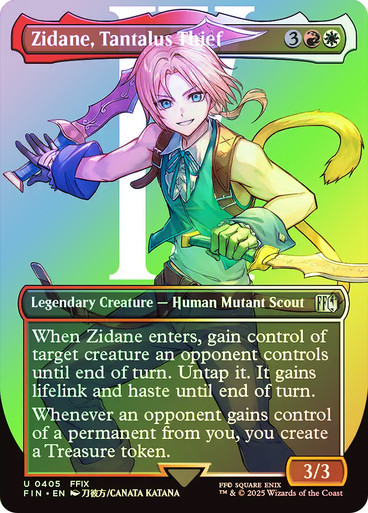 Zidane, Tantalus Thief 3
IX
Legendary Creature — Human Mutant Scout FFIX
When Zidane enters, gain control of
target creature an opponent controls
until end of turn. Untap it. It gains
lifelink and haste until end of turn.
Whenever an opponent gains control
of a permanent from you, you create
a Treasure token.
3/3
U 0405 FFIX
FIN • EN 刀彼方/CANATA KATANA
FFIX SQUARE ENIX
™ & © 2025 Wizards of the Coast